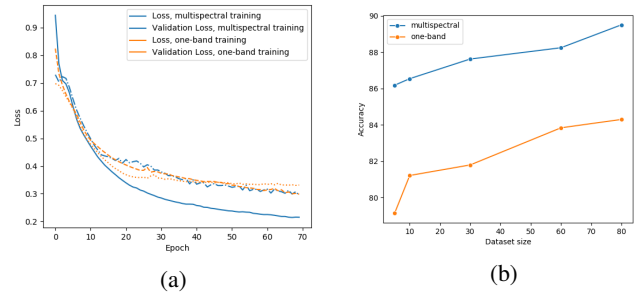 Loss, multispectral training
Validation Loss, multispectral training
Loss, one-band training
Validation Loss, one-band training
0.9
0.8
0.7
0.6
0.5
0.4
0.3
0.2
Loss
0 10 20 30 40 50 60 70
Epoch
(a)
multispectral
one-band
90
88
86
84
82
80
Accuracy
10 20 30 40 50 60 70 80
Dataset size
(b)